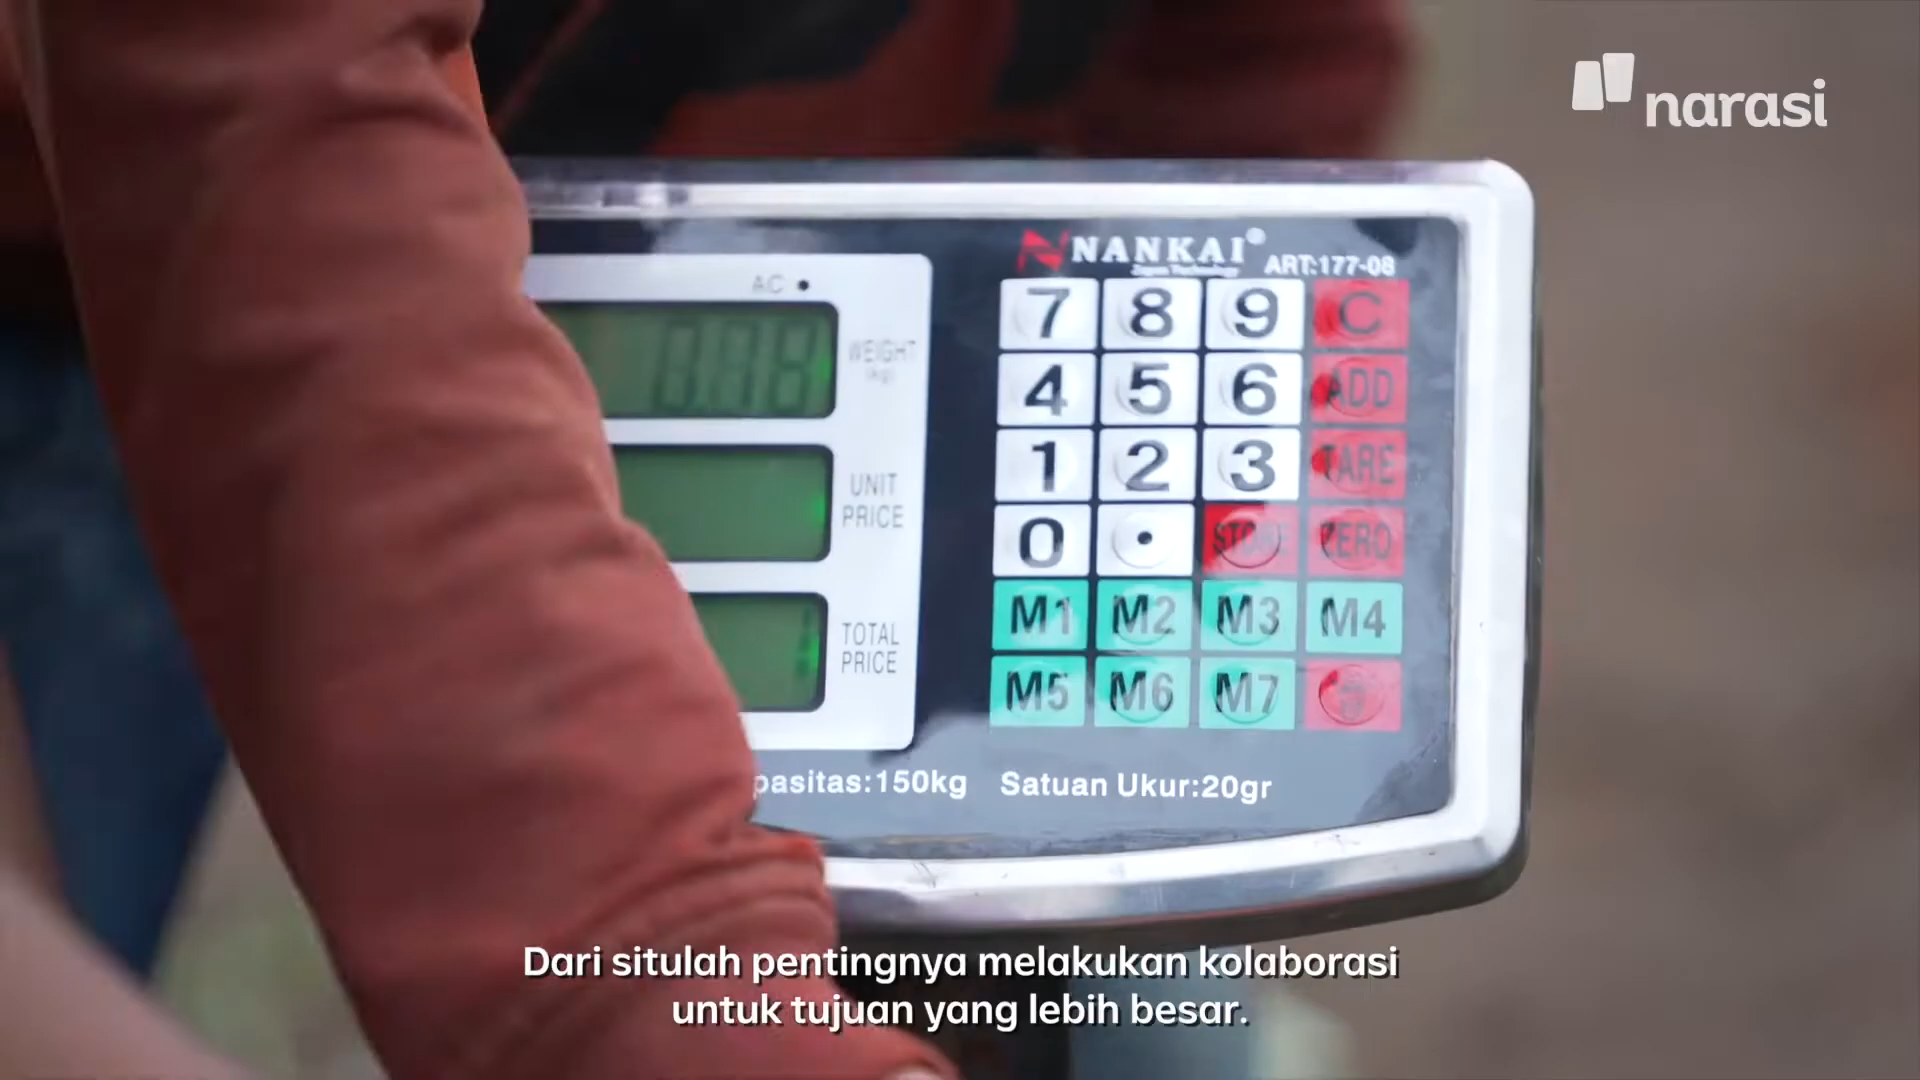 narasi
NANKAI®
ART:177-08
AC
WEIGHT
(kg)
UNIT
PRICE
TOTAL
PRICE
7 8 9 C
4 5 6 ADD
1 2 3 TARE
0 . ZERO
M1 M2 M3 M4
M5 M6 M7
pasitas:150kg Satuan Ukur:20gr
Dari situlah pentingnya melakukan kolaborasi
untuk tujuan yang lebih besar.